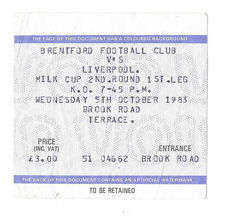 THE FACE OF THIS DOCUMENT HAS A COLOURED BACKGROUND
BRENTFORD FOOTBALL CLUB
V*S
LIVERPOOL.
MILK CUP 2ND.ROUND 1ST.LEG
K.O. 7-45 P.M.
WEDNESDAY 5TH OCTOBER 1983
BROOK ROAD
TERRACE.
PRICE
(INC. VAT)
ENTRANCE
£3.00 51 04662 BROOK ROAD
THE BACK OF THIS DOCUMENT CONTAINS AN ARTIFICIAL WATERMARK
TO BE RETAINED